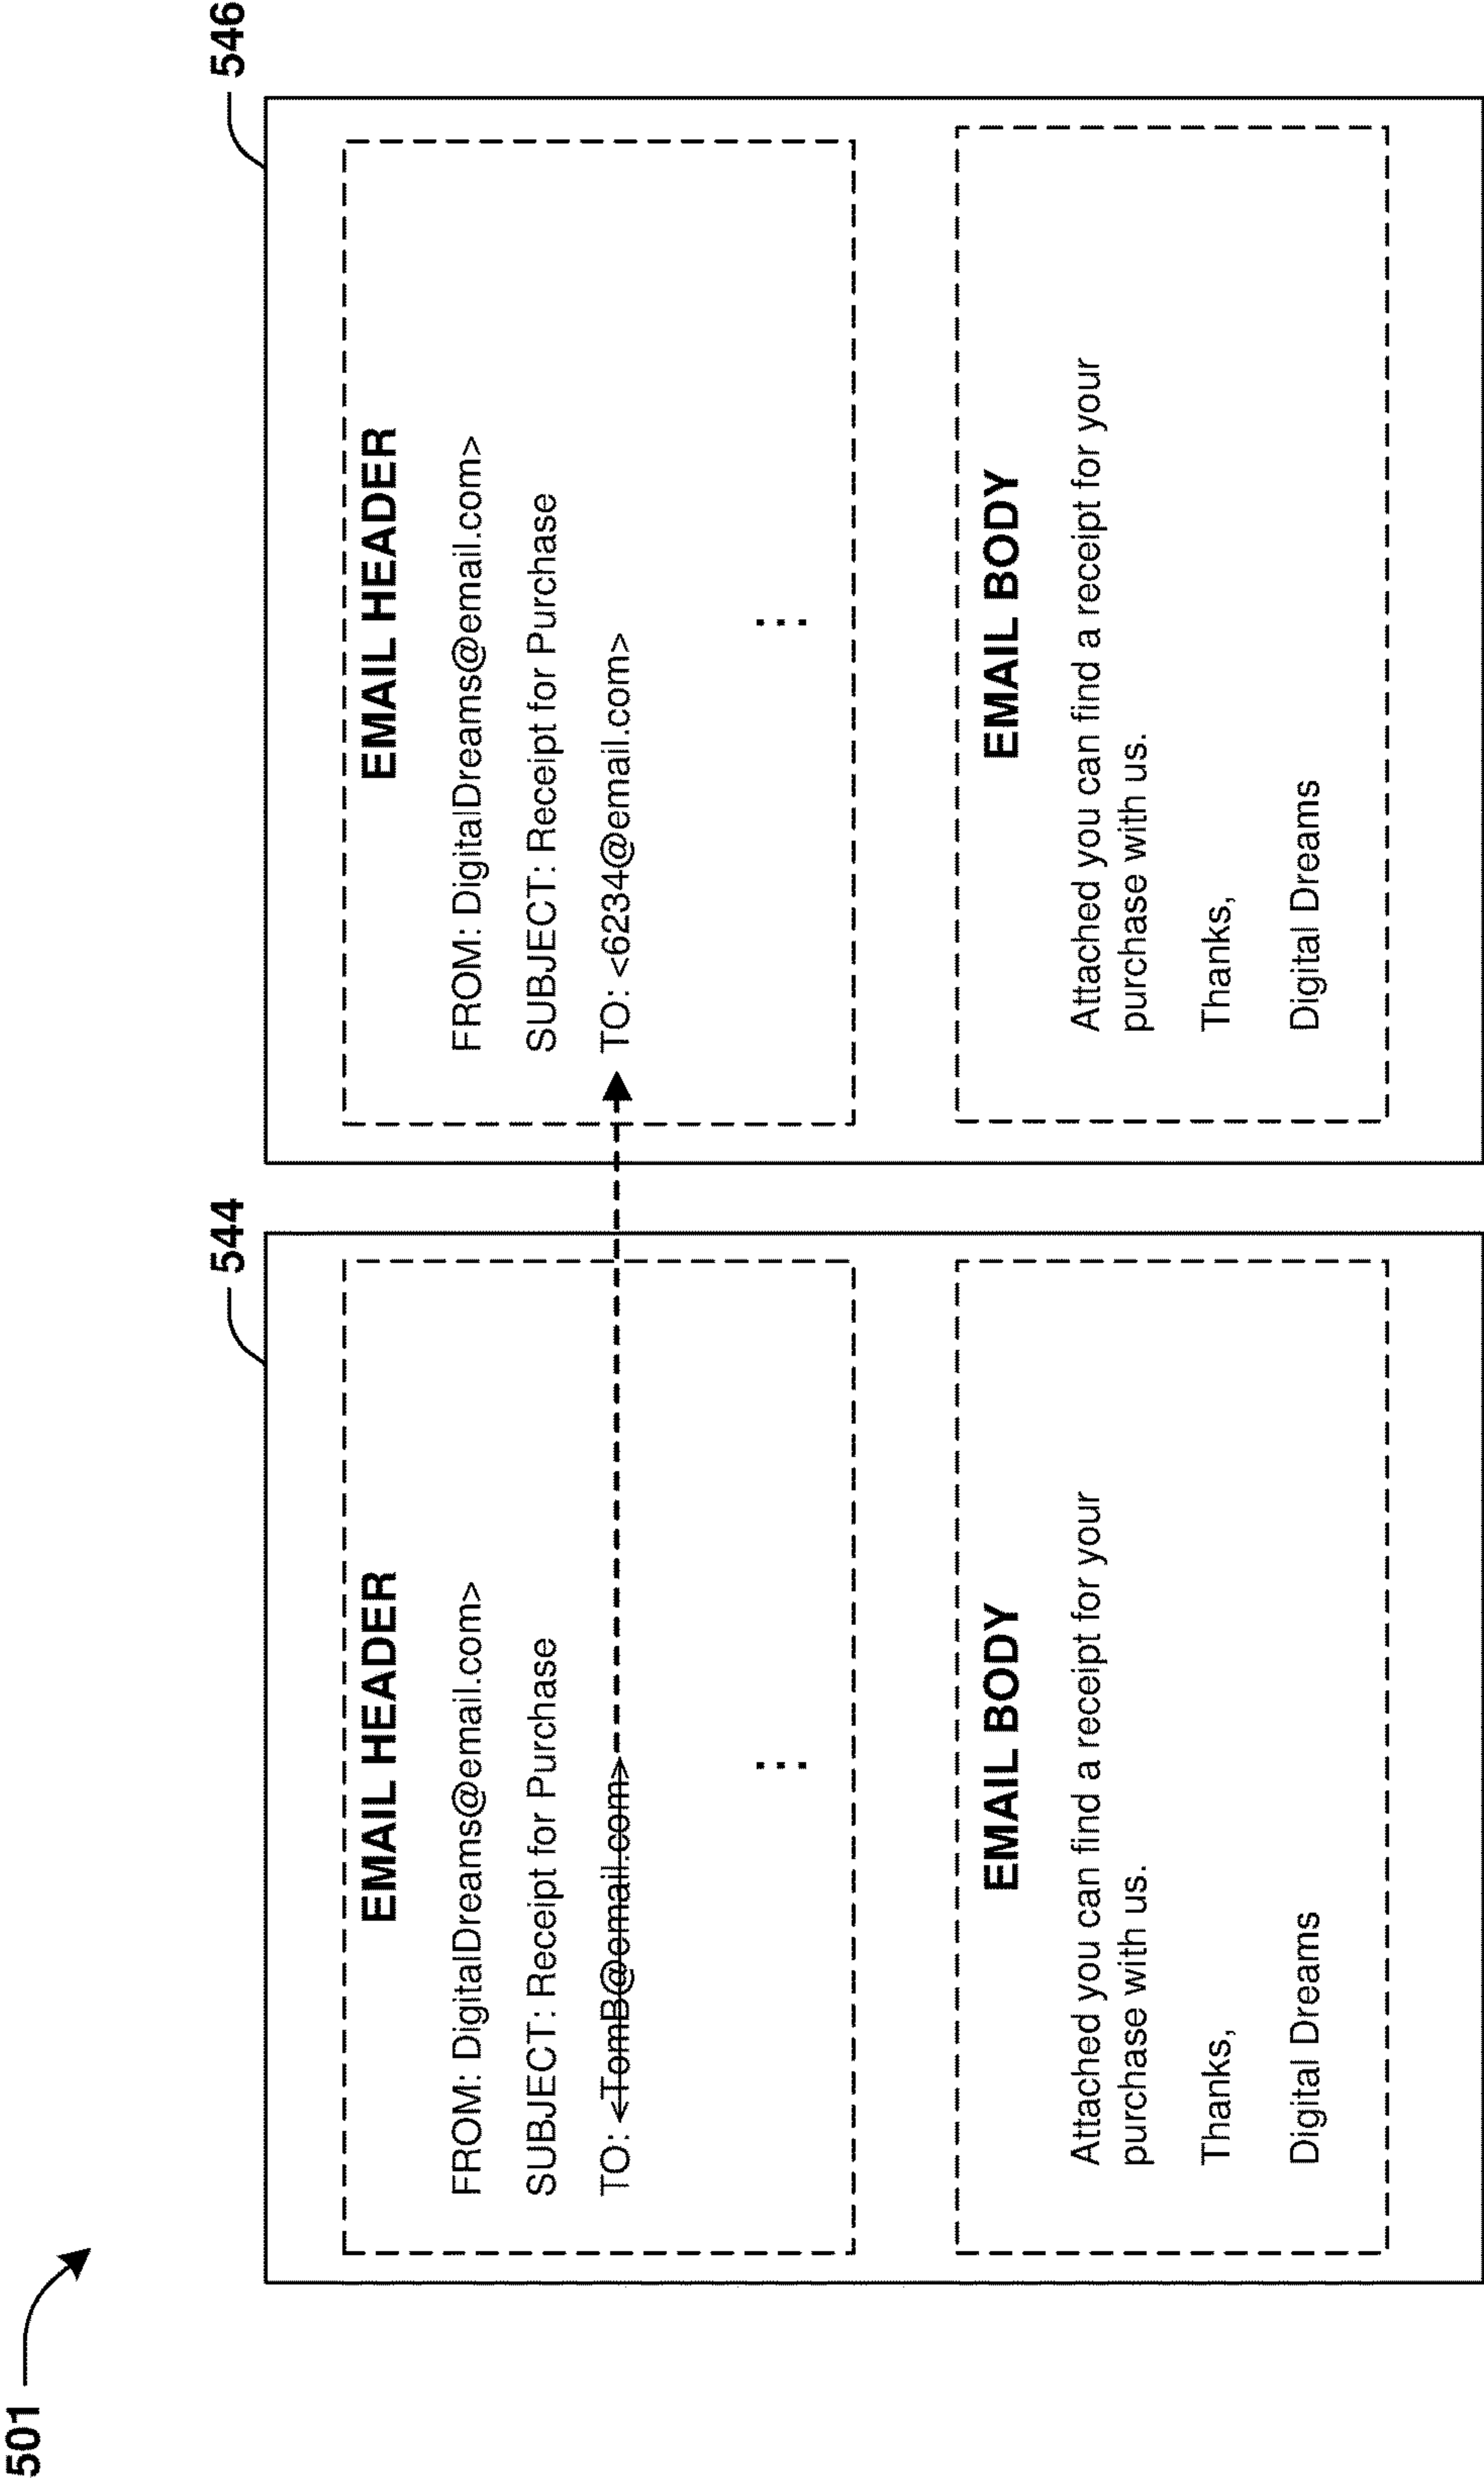 501
544
EMAIL HEADER
FROM: DigitalDreams@email.com>
SUBJECT: Receipt for Purchase
TO: <TomB@email.com>
...
EMAIL BODY
Attached you can find a receipt for your
purchase with us.
Thanks,
Digital Dreams
546
EMAIL HEADER
FROM: DigitalDreams@email.com>
SUBJECT: Receipt for Purchase
TO: <6234@email.com>
...
EMAIL BODY
Attached you can find a receipt for your
purchase with us.
Thanks,
Digital Dreams